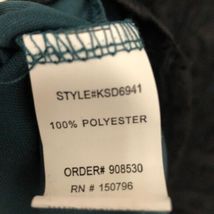 STYLE#KSD6941
100% POLYESTER
ORDER# 908530
RN # 150796